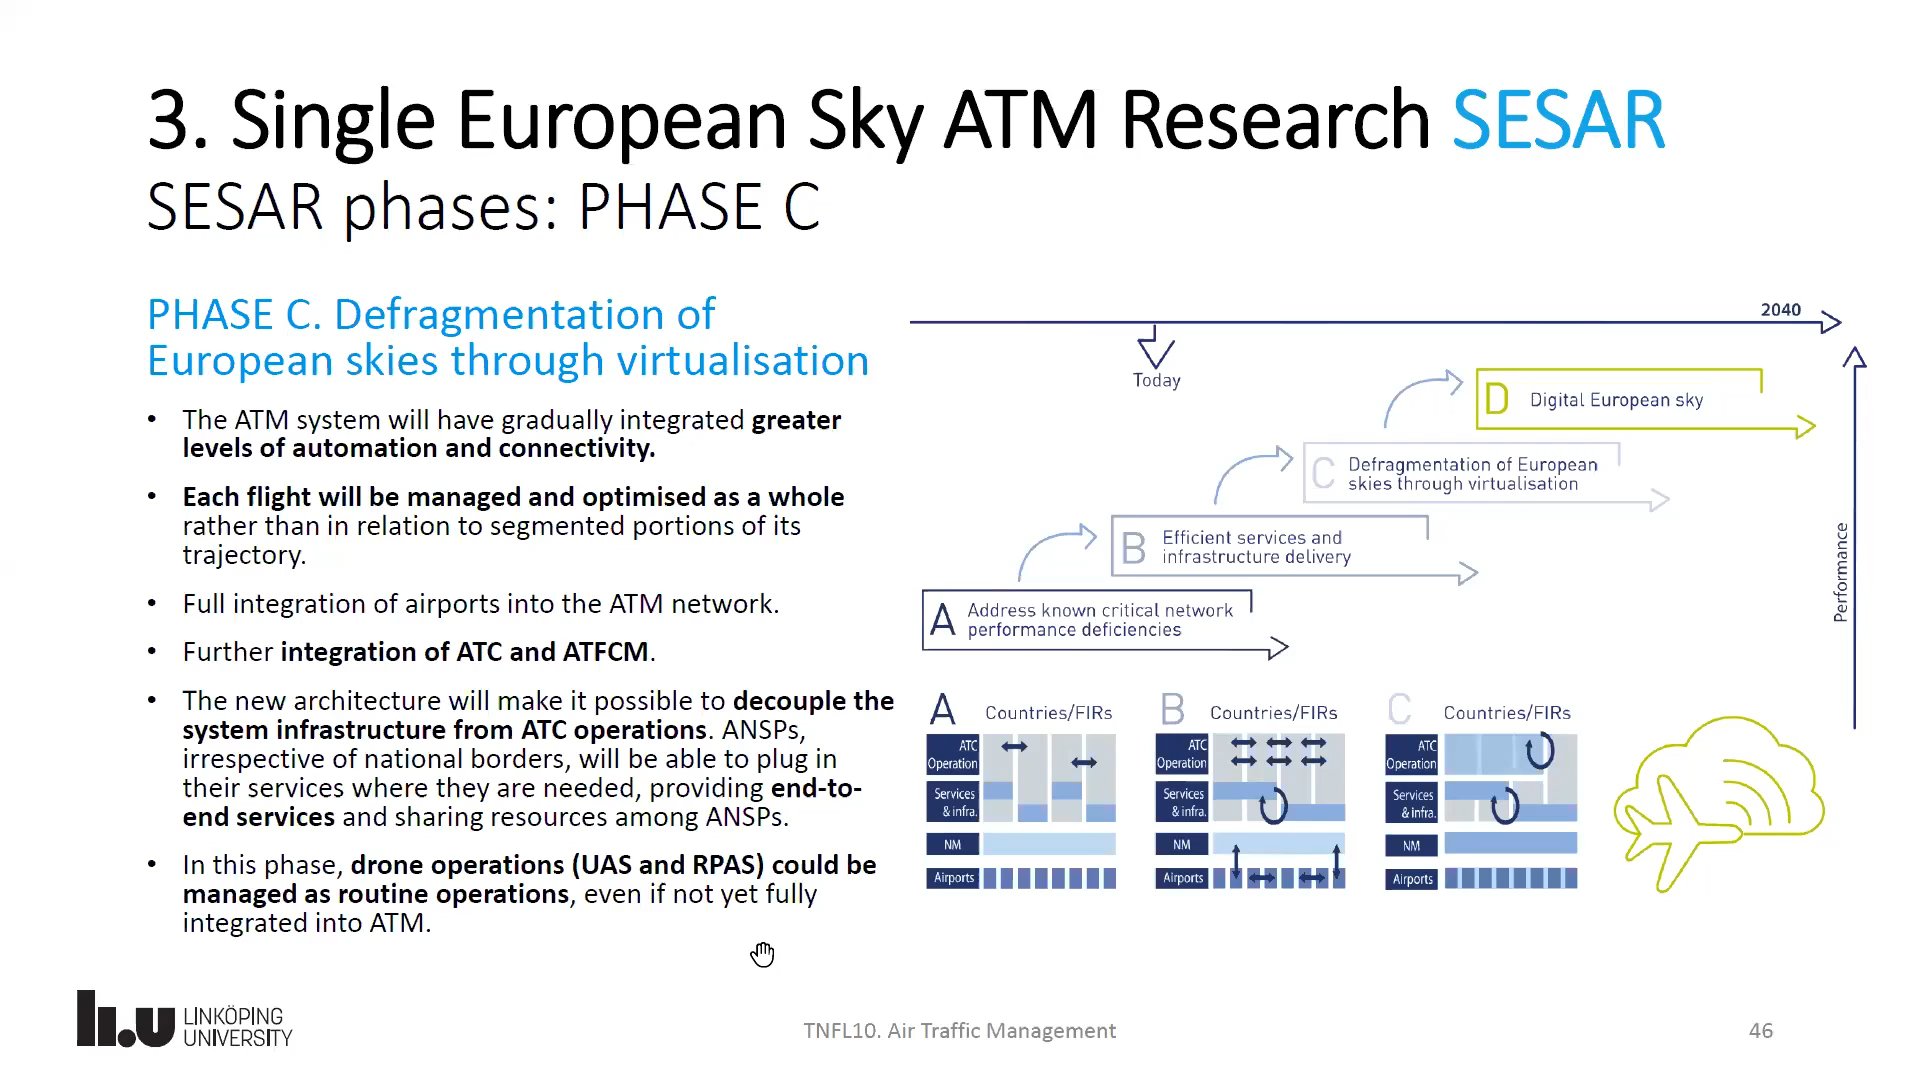 3. Single European Sky ATM Research SESAR
SESAR phases: PHASE C
PHASE C. Defragmentation of
European skies through virtualisation
• The ATM system will have gradually integrated greater
levels of automation and connectivity.
• Each flight will be managed and optimised as a whole
rather than in relation to segmented portions of its
trajectory.
• Full integration of airports into the ATM network.
• Further integration of ATC and ATFCM.
• The new architecture will make it possible to decouple the
system infrastructure from ATC operations. ANSPs,
irrespective of national borders, will be able to plug in
their services where they are needed, providing end-to-
end services and sharing resources among ANSPs.
• In this phase, drone operations (UAS and RPAS) could be
managed as routine operations, even if not yet fully
integrated into ATM.
2040
Today
D Digital European sky
C Defragmentation of European
skies through virtualisation
B Efficient services and
infrastructure delivery
A Address known critical network
performance deficiencies
Performance
A Countries/FIRs
ATC
Operation
Services
& infra.
NM
Airports
B Countries/FIRs
ATC
Operation
Services
& infra.
NM
Airports
C Countries/FIRs
ATC
Operation
Services
& infra.
NM
Airports
li.u LINKÖPING
UNIVERSITY
TNFL10. Air Traffic Management
46